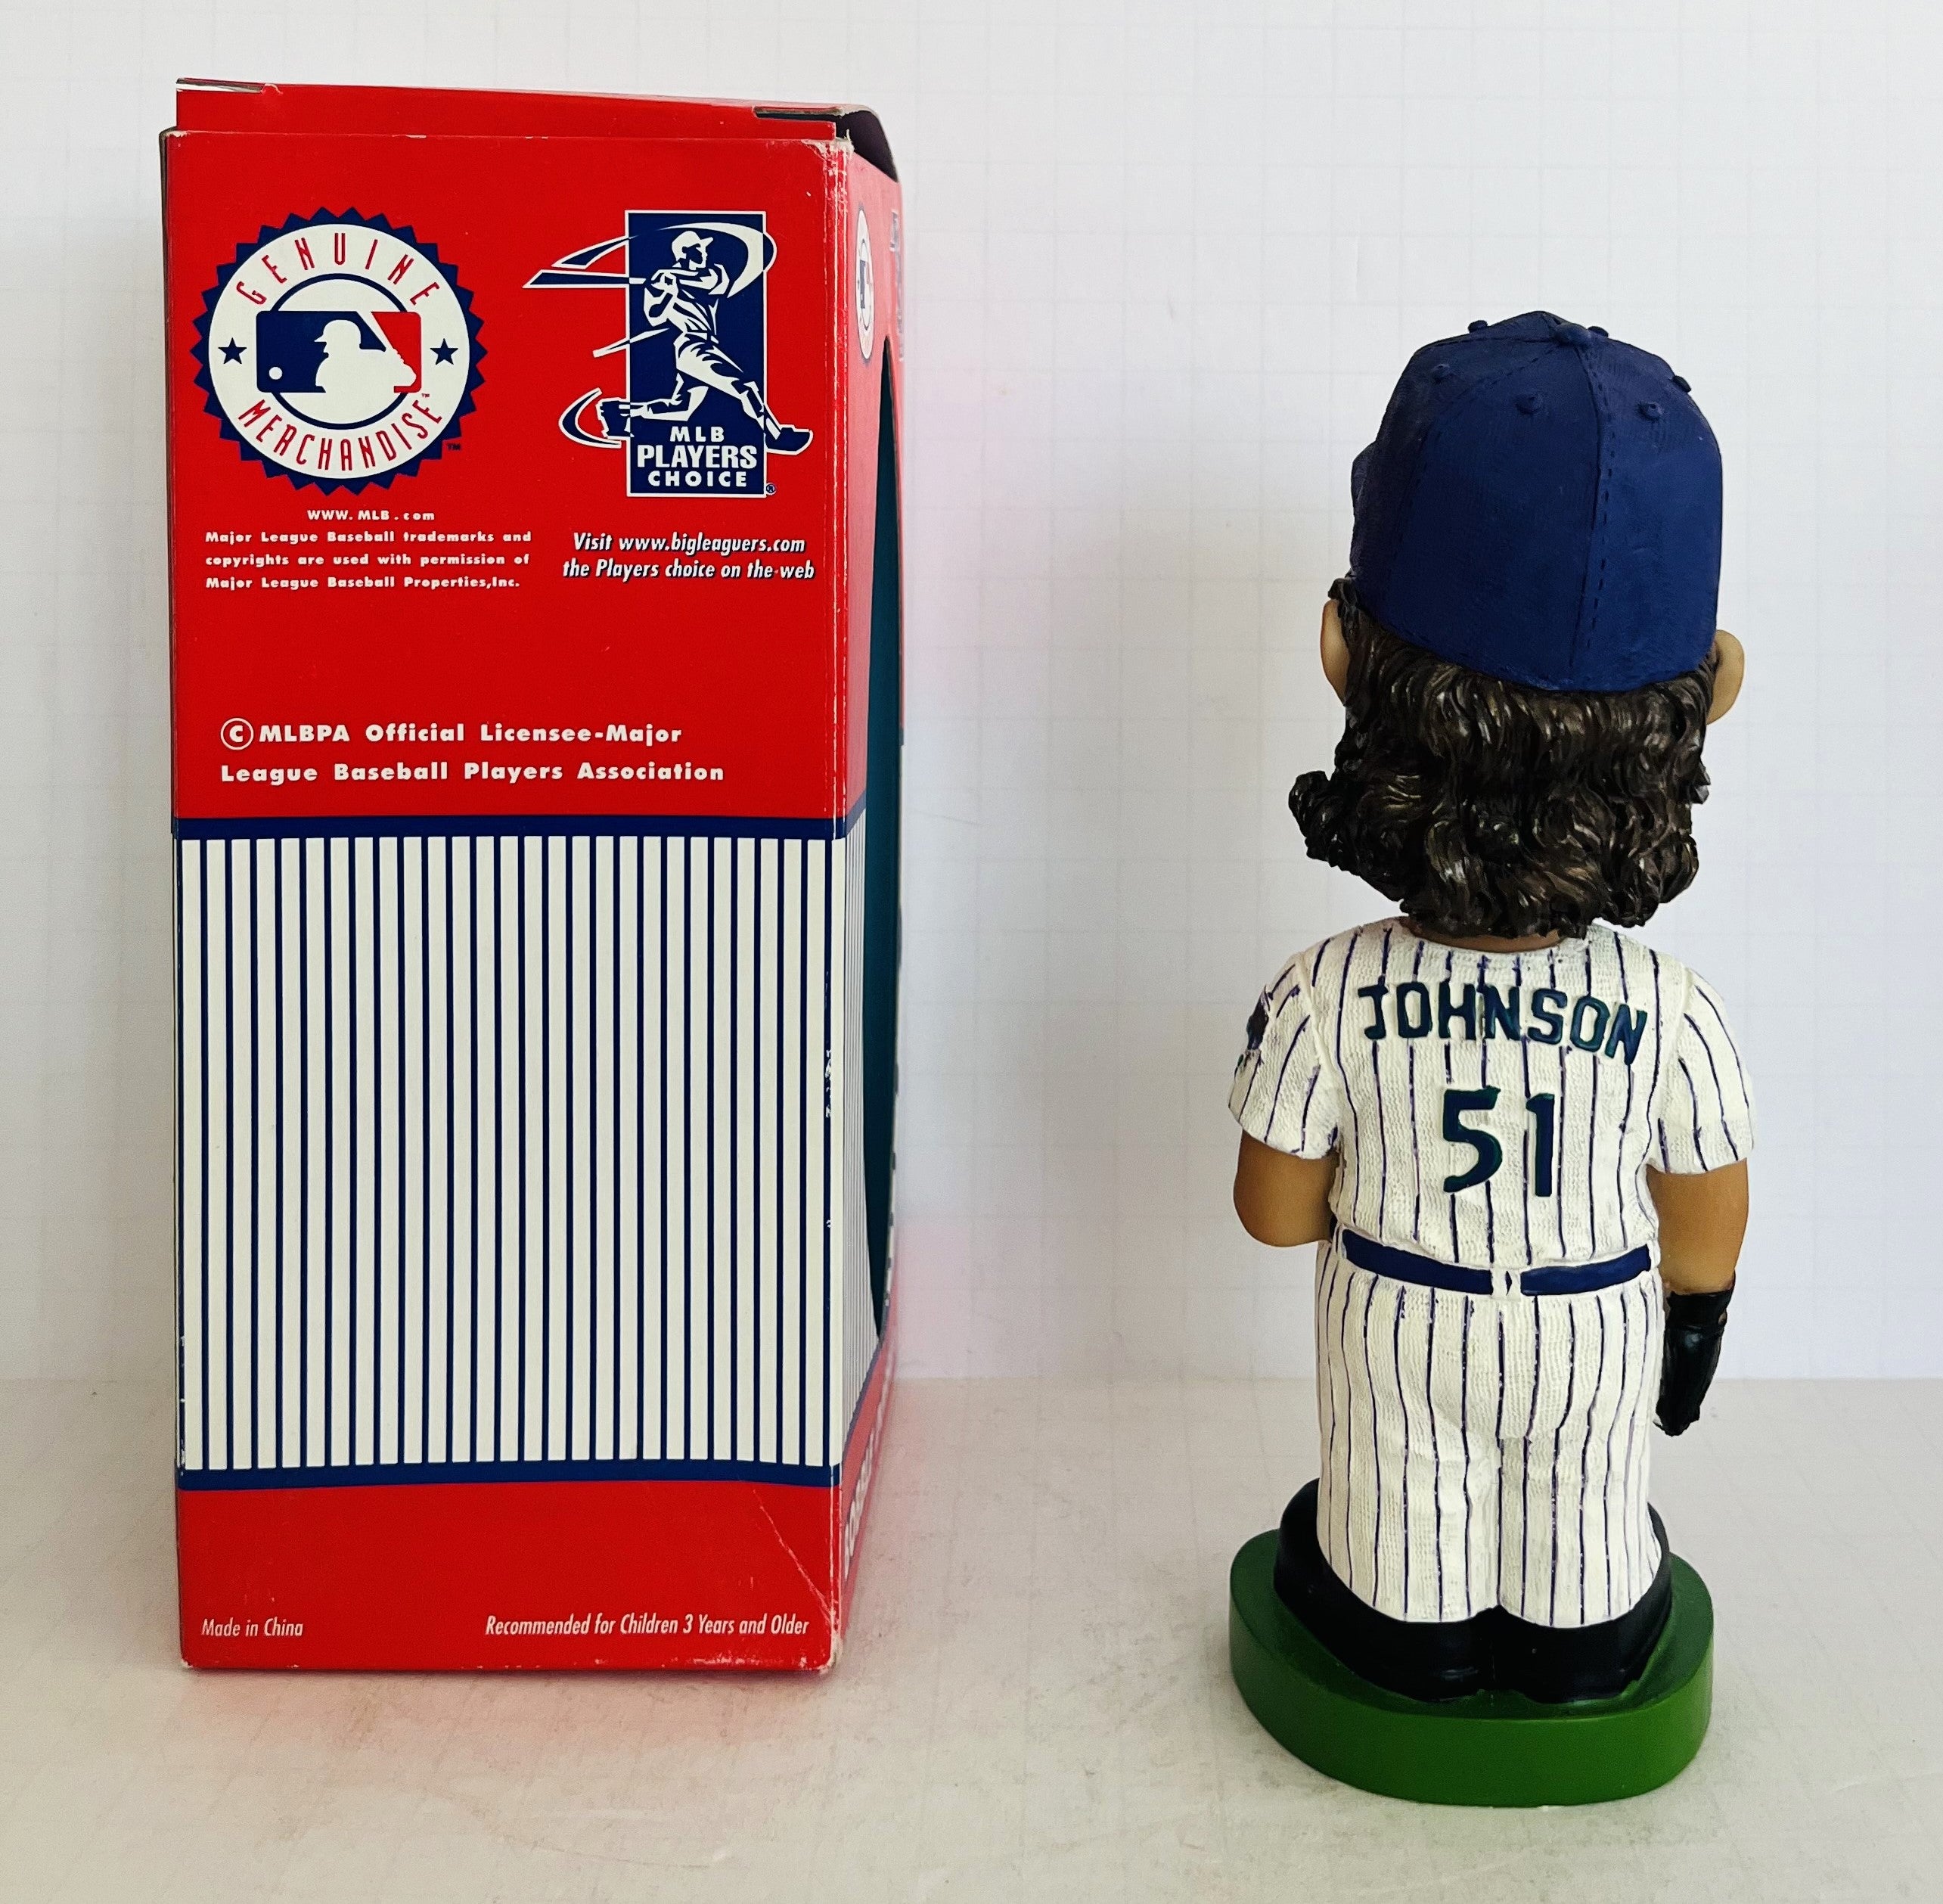 GENUINE
MERCHANDISE™
WWW.MLB.com
Major League Baseball trademarks and
copyrights are used with permission of
Major League Baseball Properties,Inc.
MLB
PLAYERS
CHOICE®
Visit www.bigleaguers.com
the Players choice on the web
©MLBPA Official Licensee-Major
League Baseball Players Association
Made in China
Recommended for Children 3 Years and Older
JOHNSON
51